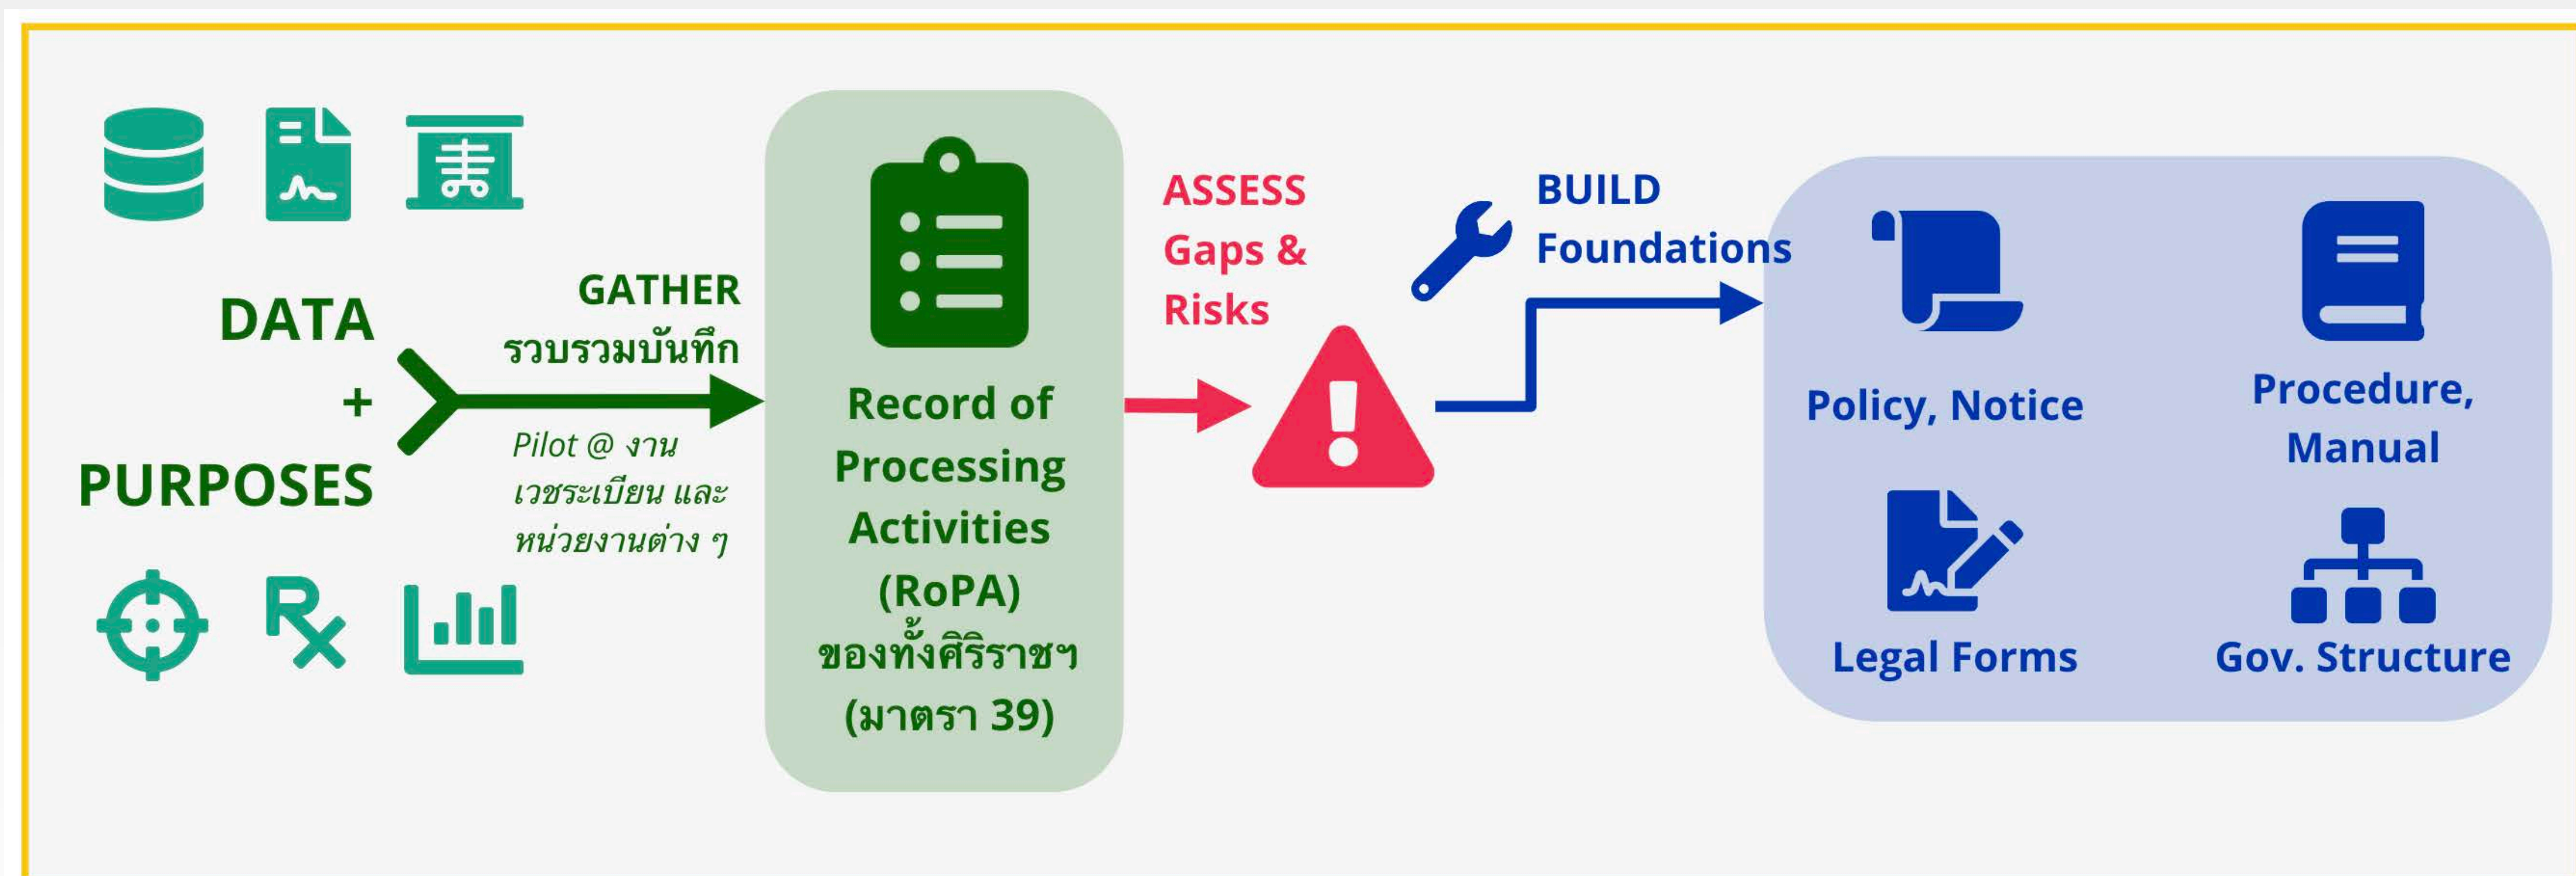 DATA
+
PURPOSES
GATHER
รวบรวมบันทึก
Pilot @ งาน
เวชระเบียน และ
หน่วยงานต่าง ๆ
Record of
Processing
Activities
(RoPA)
ของทั้งศิริราชฯ
(มาตรา 39)
ASSESS
Gaps &
Risks
BUILD
Foundations
Policy, Notice
Procedure,
Manual
Legal Forms
Gov. Structure